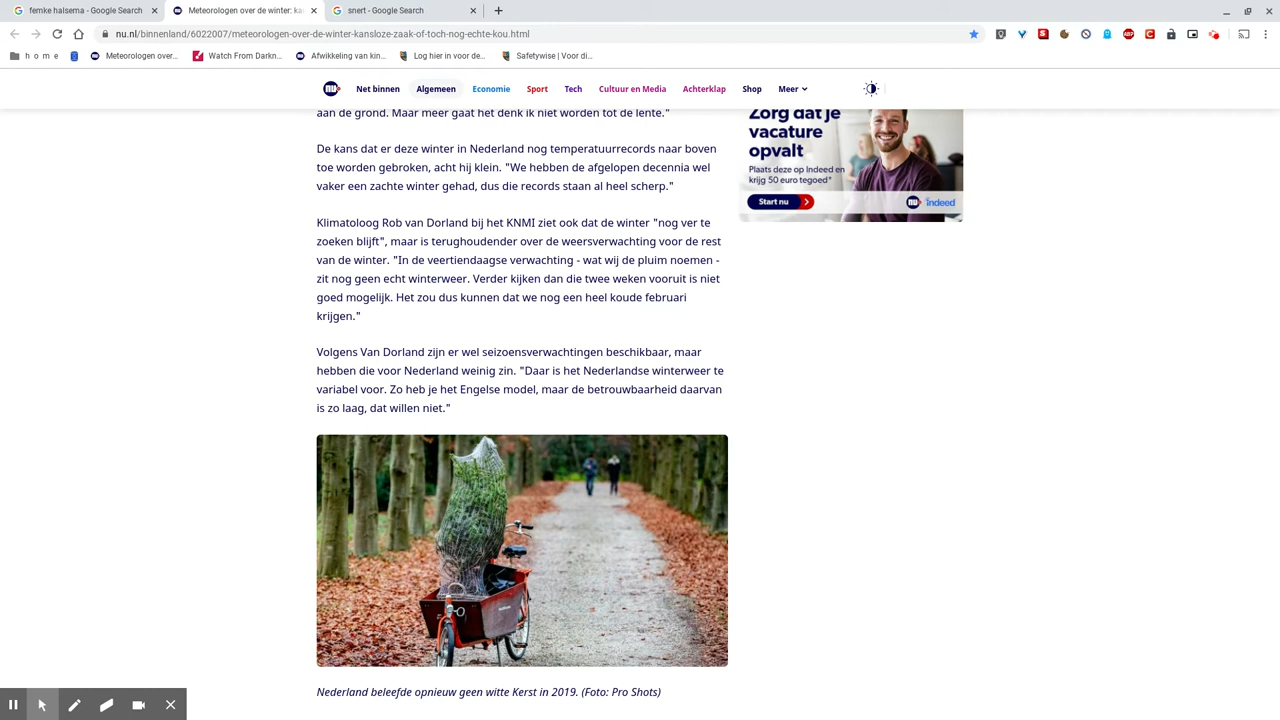 femke halsema - Google Search
Meteorologen over de winter: ka
snert - Google Search
nu.nl/binnenland/6022007/meteorologen-over-de-winter-kansloze-zaak-of-toch-nog-echte-kou.html
h o m e
Meteorologen over...
Watch From Darkn...
Afwikkeling van kin...
Log hier in voor de...
Safetywise | Voor di...
nu
Net binnen
Algemeen
Economie
Sport
Tech
Cultuur en Media
Achterklap
Shop
Meer
aan de grond. Maar meer gaat het denk ik niet worden tot de lente."
De kans dat er deze winter in Nederland nog temperatuurrecords naar boven
toe worden gebroken, acht hij klein. "We hebben de afgelopen decennia wel
vaker een zachte winter gehad, dus die records staan al heel scherp."
Klimatoloog Rob van Dorland bij het KNMI ziet ook dat de winter "nog ver te
zoeken blijft", maar is terughoudender over de weersverwachting voor de rest
van de winter. "In de veertiendaagse verwachting - wat wij de pluim noemen -
zit nog geen echt winterweer. Verder kijken dan die twee weken vooruit is niet
goed mogelijk. Het zou dus kunnen dat we nog een heel koude februari
krijgen."
Volgens Van Dorland zijn er wel seizoensverwachtingen beschikbaar, maar
hebben die voor Nederland weinig zin. "Daar is het Nederlandse winterweer te
variabel voor. Zo heb je het Engelse model, maar de betrouwbaarheid daarvan
is zo laag, dat willen niet."
Nederland beleefde opnieuw geen witte Kerst in 2019. (Foto: Pro Shots)
Zorg dat je
vacature
opvalt
Plaats deze op Indeed en
krijg 50 euro tegoed*
Start nu
nu
indeed